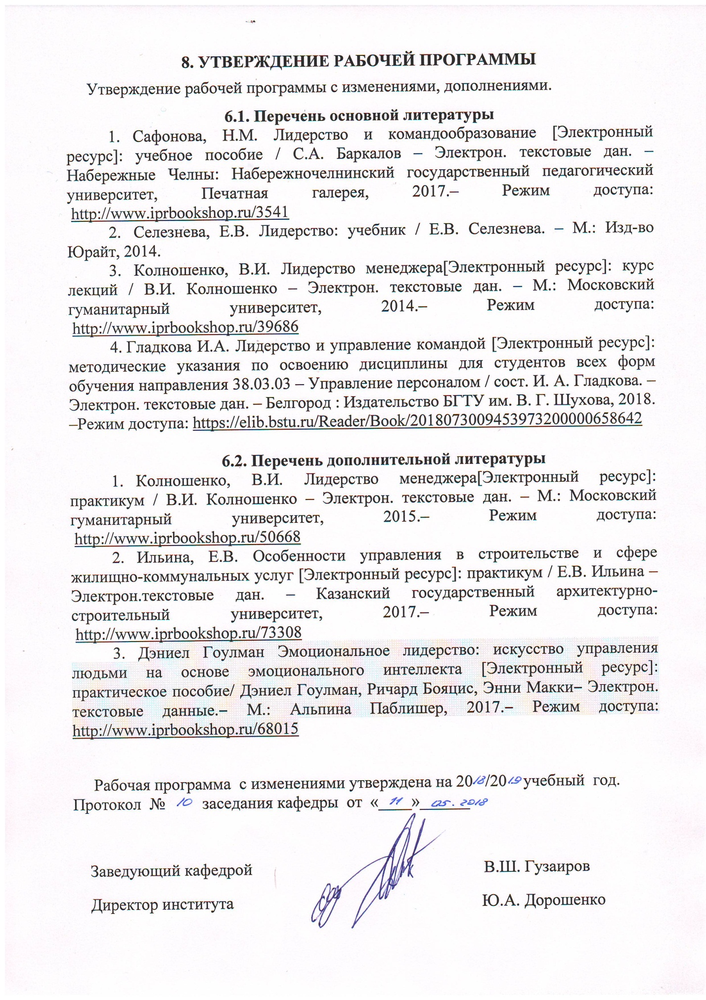 8. УТВЕРЖДЕНИЕ РАБОЧЕЙ ПРОГРАММЫ
Утверждение рабочей программы с изменениями, дополнениями.
6.1. Перечень основной литературы
1. Сафонова, Н.М. Лидерство и командообразование [Электронный
ресурс]: учебное пособие / С.А. Баркалов – Электрон. текстовые дан. –
Набережные Челны: Набережночелнинский государственный педагогический
университет, Печатная галерея, 2017.– Режим доступа:
http://www.iprbookshop.ru/3541
2. Селезнева, Е.В. Лидерство: учебник / Е.В. Селезнева. – М.: Изд-во
Юрайт, 2014.
3. Колношенко, В.И. Лидерство менеджера[Электронный ресурс]: курс
лекций / В.И. Колношенко – Электрон. текстовые дан. – М.: Московский
гуманитарный университет, 2014.– Режим доступа:
http://www.iprbookshop.ru/39686
4. Гладкова И.А. Лидерство и управление командой [Электронный ресурс]:
методические указания по освоению дисциплины для студентов всех форм
обучения направления 38.03.03 – Управление персоналом / сост. И. А. Гладкова. –
Электрон. текстовые дан. – Белгород : Издательство БГТУ им. В. Г. Шухова, 2018.
–Режим доступа: https://elib.bstu.ru/Reader/Book/2018073009453973200000658642
6.2. Перечень дополнительной литературы
1. Колношенко, В.И. Лидерство менеджера[Электронный ресурс]:
практикум / В.И. Колношенко – Электрон. текстовые дан. – М.: Московский
гуманитарный университет, 2015.– Режим доступа:
http://www.iprbookshop.ru/50668
2. Ильина, Е.В. Особенности управления в строительстве и сфере
жилищно-коммунальных услуг [Электронный ресурс]: практикум / Е.В. Ильина –
Электрон.текстовые дан. – Казанский государственный архитектурно-
строительный университет, 2017.– Режим доступа:
http://www.iprbookshop.ru/73308
3. Дэниел Гоулман Эмоциональное лидерство: искусство управления
людьми на основе эмоционального интеллекта [Электронный ресурс]:
практическое пособие/ Дэниел Гоулман, Ричард Бояцис, Энни Макки– Электрон.
текстовые данные.– М.: Альпина Паблишер, 2017.– Режим доступа:
http://www.iprbookshop.ru/68015
Рабочая программа с изменениями утверждена на 2018/2019 учебный год.
Протокол № 10 заседания кафедры от «11» 05.2018
Заведующий кафедрой В.Ш. Гузаиров
Директор института Ю.А. Дорошенко